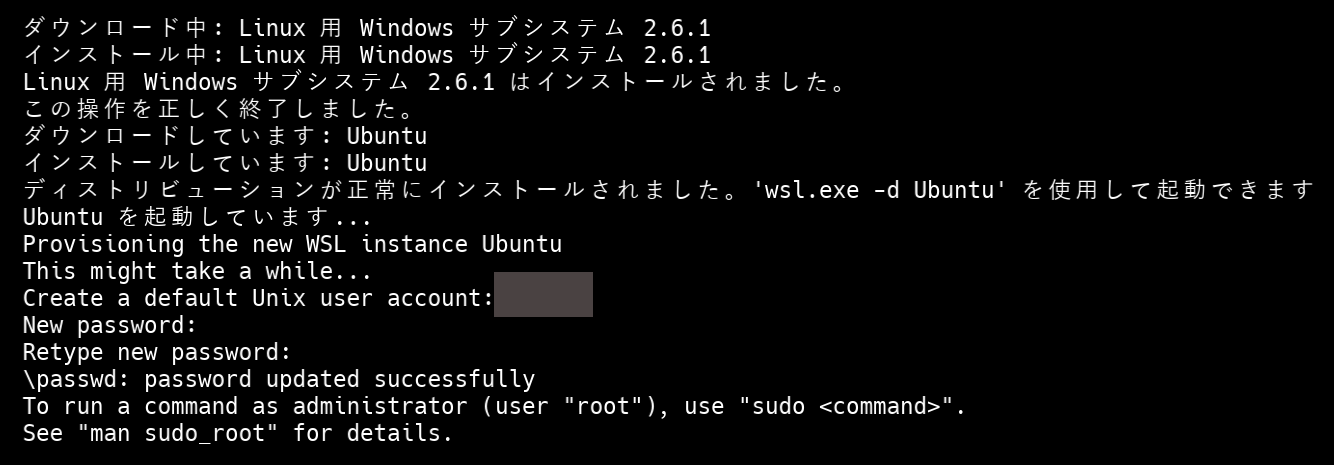 ダウンロード中: Linux 用 Windows サブシステム 2.6.1
インストール中: Linux 用 Windows サブシステム 2.6.1
Linux 用 Windows サブシステム 2.6.1 はインストールされました。
この操作を正しく終了しました。
ダウンロードしています: Ubuntu
インストールしています: Ubuntu
ディストリビューションが正常にインストールされました。'wsl.exe -d Ubuntu' を使用して起動できます
Ubuntu を起動しています...
Provisioning the new WSL instance Ubuntu
This might take a while...
Create a default Unix user account:
New password:
Retype new password:
\passwd: password updated successfully
To run a command as administrator (user "root"), use "sudo <command>".
See "man sudo_root" for details.